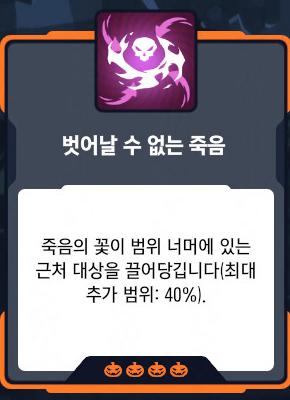 벗어날 수 없는 죽음
죽음의 꽃이 범위 너머에 있는
근처 대상을 끌어당깁니다(최대
추가 범위: 40%).